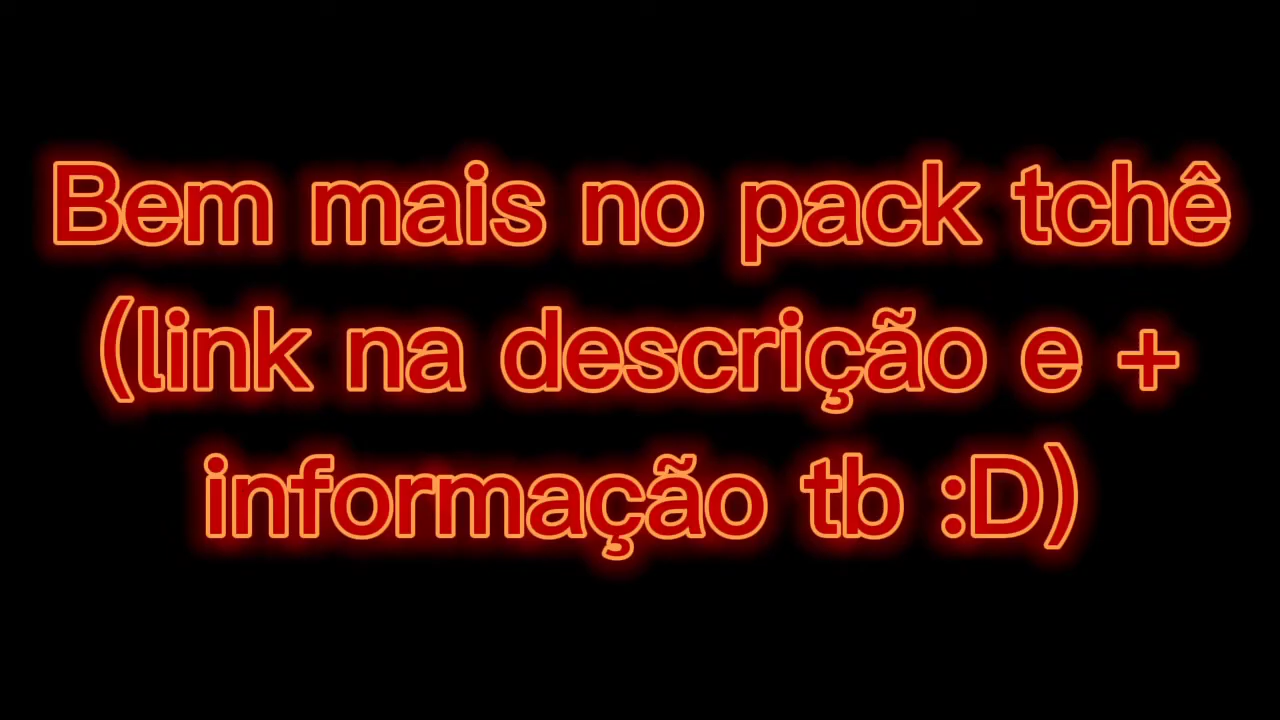 Bem mais no pack tchê
(link na descrição e +
informação tb :D)